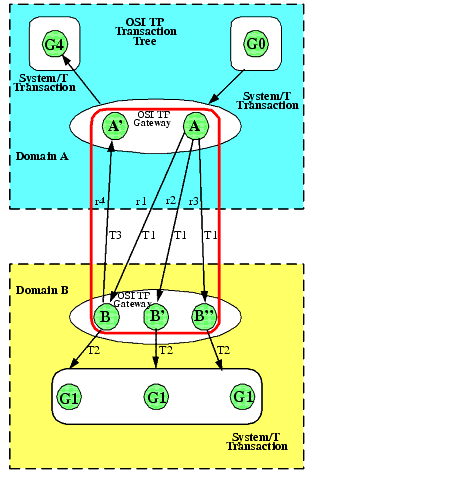 OSI TP
Transaction
Tree
G4
G0
System/T
Transaction
System/T
Transaction
OSI TP
Gateway
A'
A
Domain A
r4
r1
r2
r3
T3
T1
T1
T1
Domain B
OSI TP
Gateway
B
B'
B''
T2
T2
T2
G1
G1
G1
System/T
Transaction